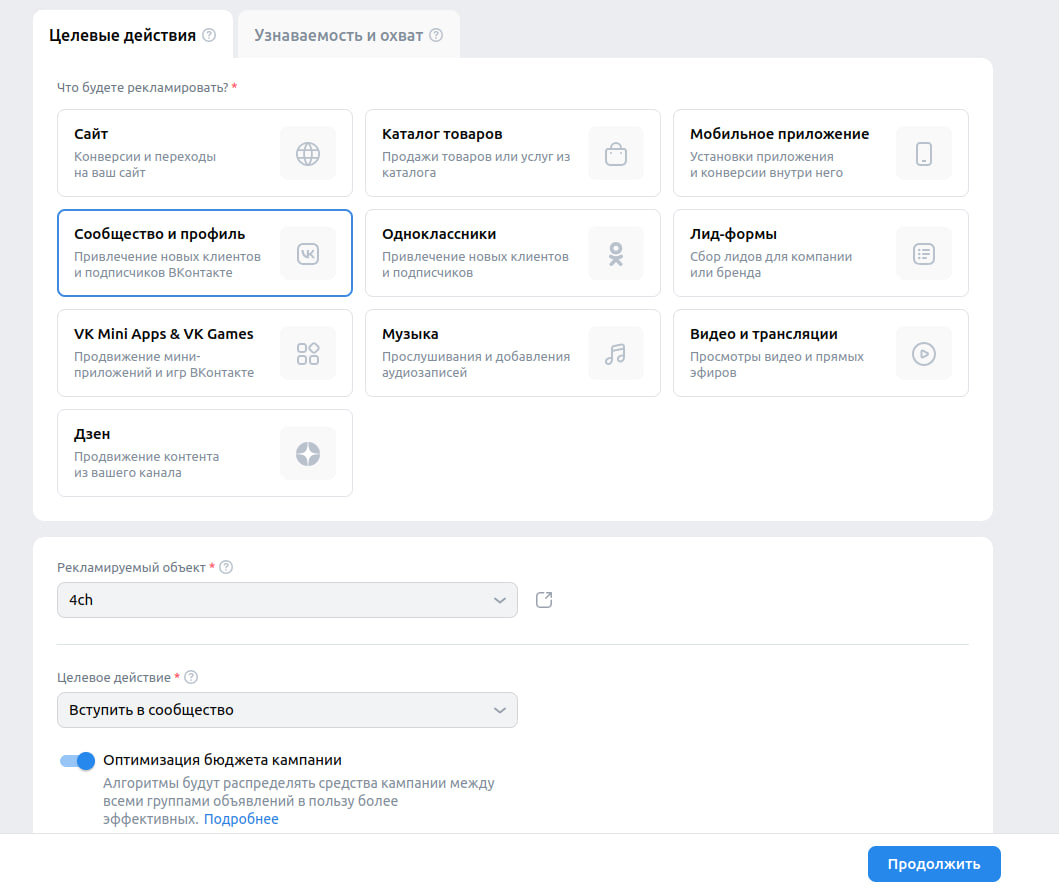 Целевые действия
Узнаваемость и охват
Что будете рекламировать? *
Сайт
Конверсии и переходы
на ваш сайт
Каталог товаров
Продажи товаров или услуг из
каталога
Мобильное приложение
Установки приложения
и конверсии внутри него
Сообщество и профиль
Привлечение новых клиентов
и подписчиков ВКонтакте
Одноклассники
Привлечение новых клиентов
и подписчиков
Лид-формы
Сбор лидов для компании
или бренда
VK Mini Apps & VK Games
Продвижение мини-
приложений и игр ВКонтакте
Музыка
Прослушивания и добавления
аудиозаписей
Видео и трансляции
Просмотры видео и прямых
эфиров
Дзен
Продвижение контента
из вашего канала
Рекламируемый объект *
4ch
Целевое действие *
Вступить в сообщество
Оптимизация бюджета кампании
Алгоритмы будут распределять средства кампании между
всеми группами объявлений в пользу более
эффективных. Подробнее
Продолжить